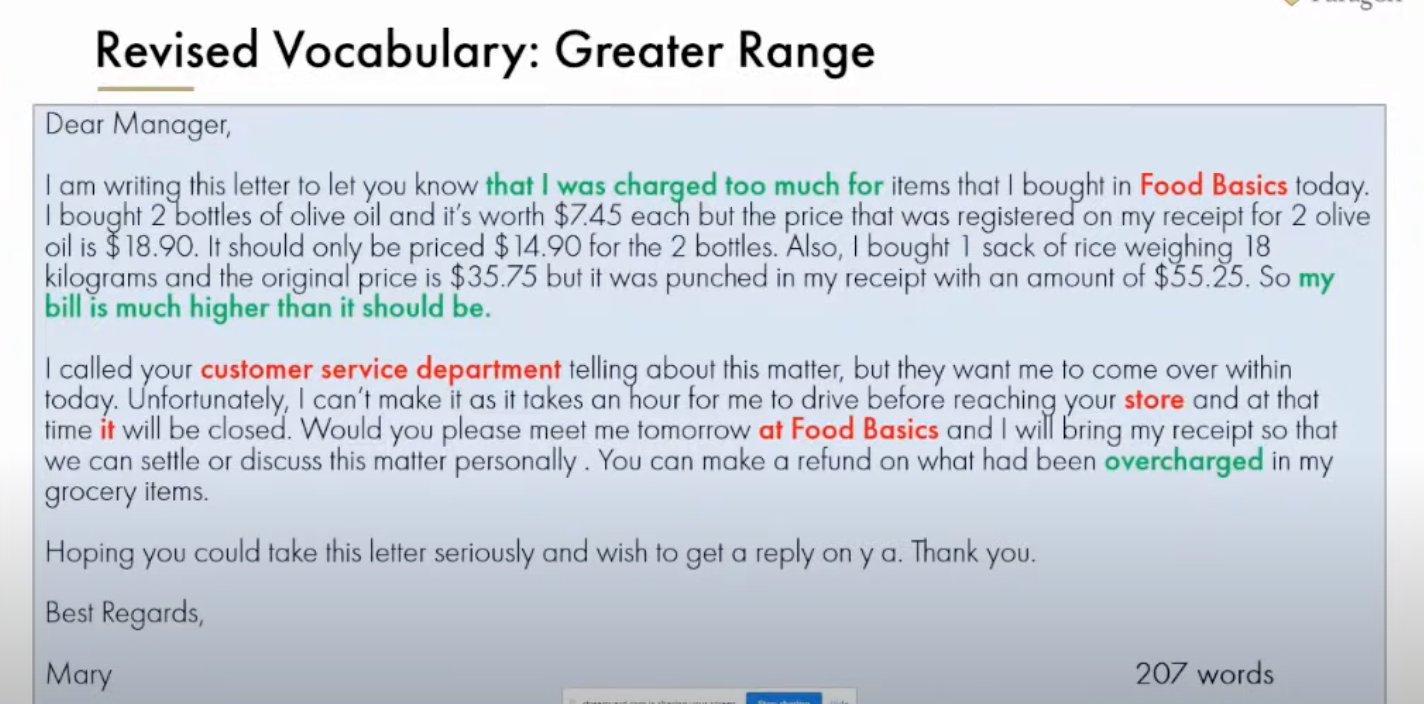 Revised Vocabulary: Greater Range
Dear Manager,
I am writing this letter to let you know that I was charged too much for items that I bought in Food Basics today.
I bought 2 bottles of olive oil and it's worth $7.45 each but the price that was registered on my receipt for 2 olive
oil is $18.90. It should only be priced $14.90 for the 2 bottles. Also, I bought 1 sack of rice weighing 18
kilograms and the original price is $35.75 but it was punched in my receipt with an amount of $55.25. So my
bill is much higher than it should be.
I called your customer service department telling about this matter, but they want me to come over within
today. Unfortunately, I can't make it as it takes an hour for me to drive before reaching your store and at that
time it will be closed. Would you please meet me tomorrow at Food Basics and I will bring my receipt so that
we can settle or discuss this matter personally . You can make a refund on what had been overcharged in my
grocery items.
Hoping you could take this letter seriously and wish to get a reply on y a. Thank you.
Best Regards,
Mary
207 words